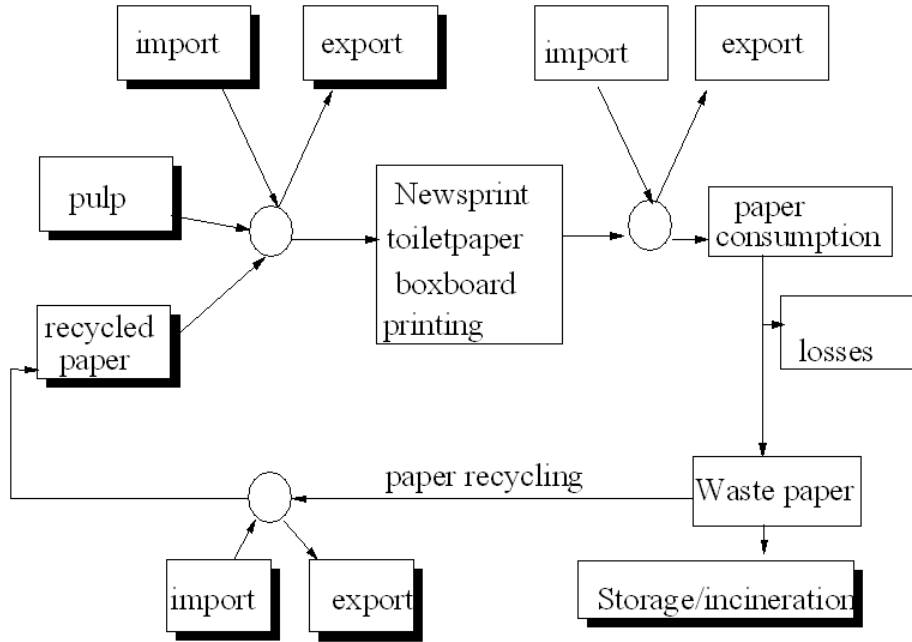 import
export
import
export
pulp
Newsprint
toiletpaper
boxboard
printing
paper
consumption
recycled
paper
losses
paper recycling
Waste paper
import
export
Storage/incineration